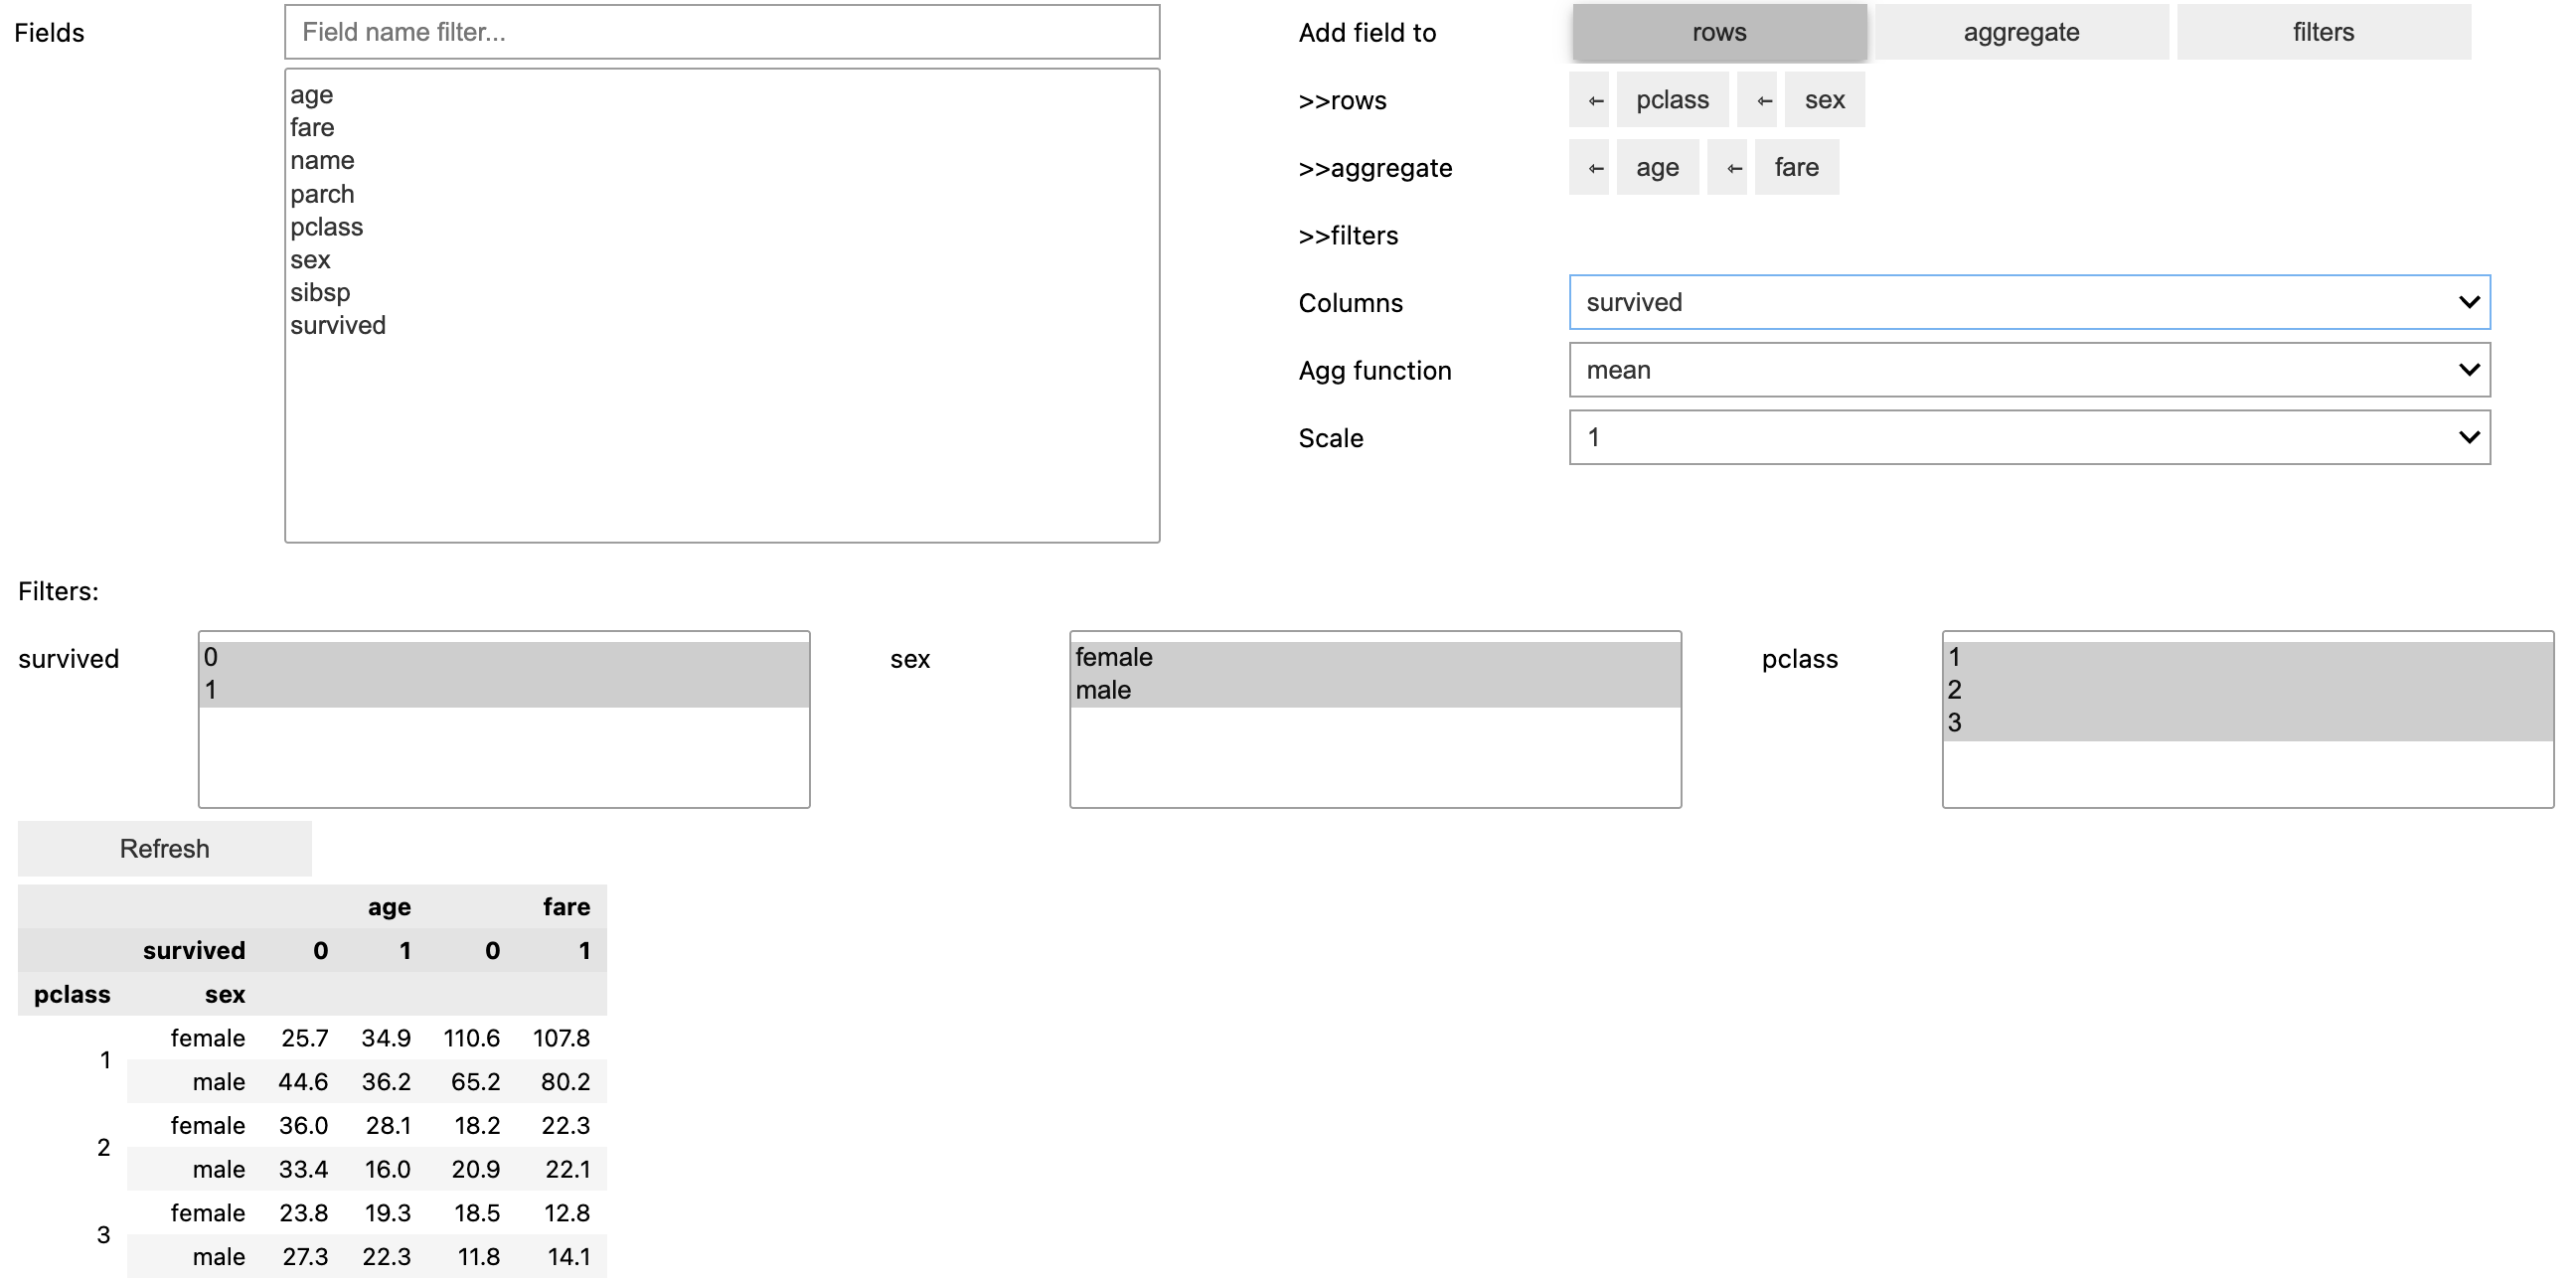 Fields
Field name filter...
age
fare
name
parch
pclass
sex
sibsp
survived
Add field to rows aggregate filters
>>rows ← pclass ← sex
>>aggregate ← age ← fare
>>filters
Columns survived
Agg function mean
Scale 1
Filters:
survived
0
1
sex
female
male
pclass
1
2
3
Refresh
age fare
survived 0 1 0 1
pclass sex
1 female 25.7 34.9 110.6 107.8
male 44.6 36.2 65.2 80.2
2 female 36.0 28.1 18.2 22.3
male 33.4 16.0 20.9 22.1
3 female 23.8 19.3 18.5 12.8
male 27.3 22.3 11.8 14.1